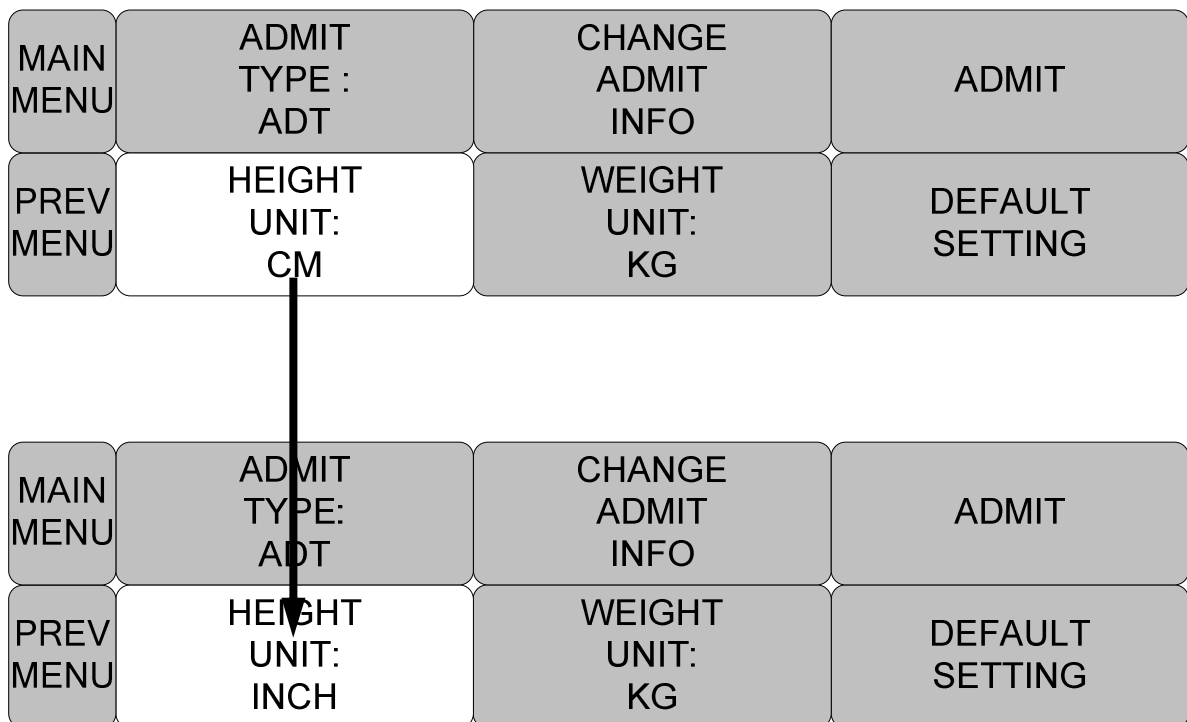 MAIN
MENU
ADMIT
TYPE :
ADT
CHANGE
ADMIT
INFO
ADMIT
PREV
MENU
HEIGHT
UNIT:
CM
WEIGHT
UNIT:
KG
DEFAULT
SETTING
MAIN
MENU
ADMIT
TYPE:
ADT
CHANGE
ADMIT
INFO
ADMIT
PREV
MENU
HEIGHT
UNIT:
INCH
WEIGHT
UNIT:
KG
DEFAULT
SETTING